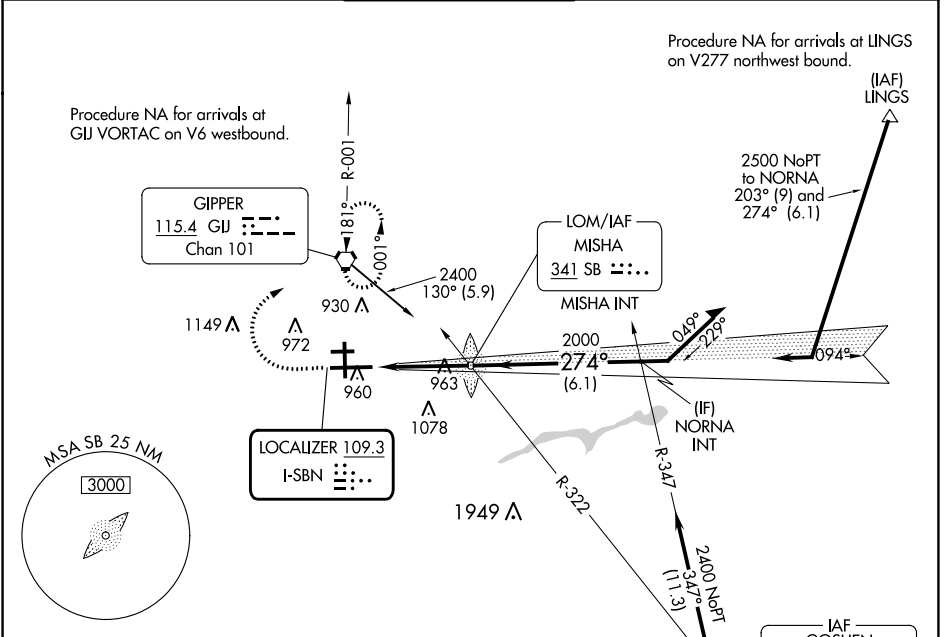 Procedure NA for arrivals at LINGS
on V277 northwest bound.
(IAF)
LINGS
Procedure NA for arrivals at
GIJ VORTAC on V6 westbound.
R-001
181°
001°
2500 NoPT
to NORNA
203° (9) and
274° (6.1)
GIPPER
115.4 GIJ
Chan 101
LOM/IAF
MISHA
341 SB
MISHA INT
2400
130° (5.9)
930
1149
972
2000
274°
(6.1)
049°
229°
094°
960
963
1078
(IF)
NORNA
INT
LOCALIZER 109.3
I-SBN
MSA SB 25 NM
3000
R-347
R-322
1949
2400 NoPT
347°
(11.3)
IAF